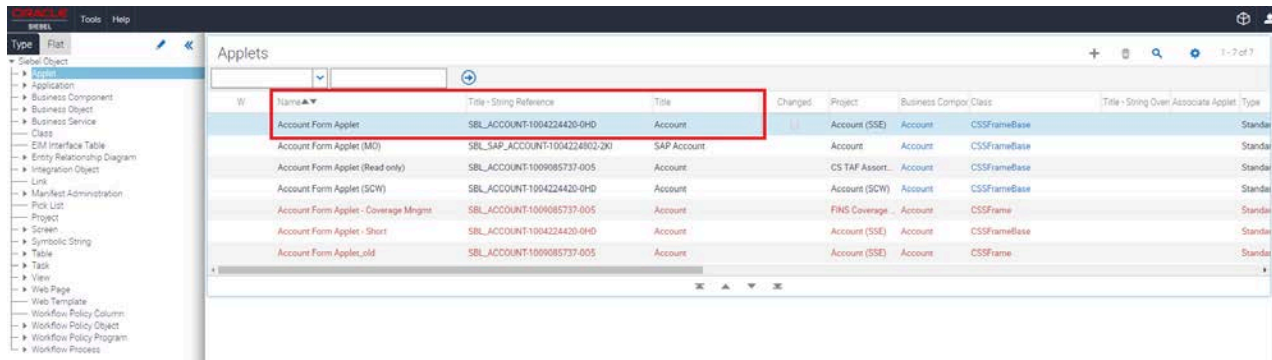 ORACLE
SIEBEL
Tools Help
Type Flat
Siebel Object
Applet
Application
Business Component
Business Object
Business Service
Class
EIM Interface Table
Entity Relationship Diagram
Integration Object
Link
Manifest Administration
Pick List
Project
Screen
Symbolic String
Table
Task
View
Web Page
Web Template
Workflow Policy Column
Workflow Policy Object
Workflow Policy Program
Workflow Process
Applets
1 - 7 of 7
W Name Title - String Reference Title Changed Project Business Compor Class Title - String Overr Associate Applet Type
Account Form Applet SBL_ACCOUNT-1004224420-0HD Account Account (SSE) Account CSSFrameBase Standar
Account Form Applet (MO) SBL_SAP_ACCOUNT-1004224802-2KI SAP Account Account Account CSSFrameBase Standar
Account Form Applet (Read only) SBL_ACCOUNT-1009085737-005 Account CS TAF Assort... Account CSSFrameBase Standar
Account Form Applet (SCW) SBL_ACCOUNT-1004224420-0HD Account Account (SCW) Account CSSFrameBase Standar
Account Form Applet - Coverage Mngmr SBL_ACCOUNT-1009085737-005 Account FINS Coverage ... Account CSSFrame Standar
Account Form Applet - Short SBL_ACCOUNT-1004224420-0HD Account Account (SSE) Account CSSFrameBase Standar
Account Form Applet_old SBL_ACCOUNT-1009085737-005 Account Account (SSE) Account CSSFrame Standar